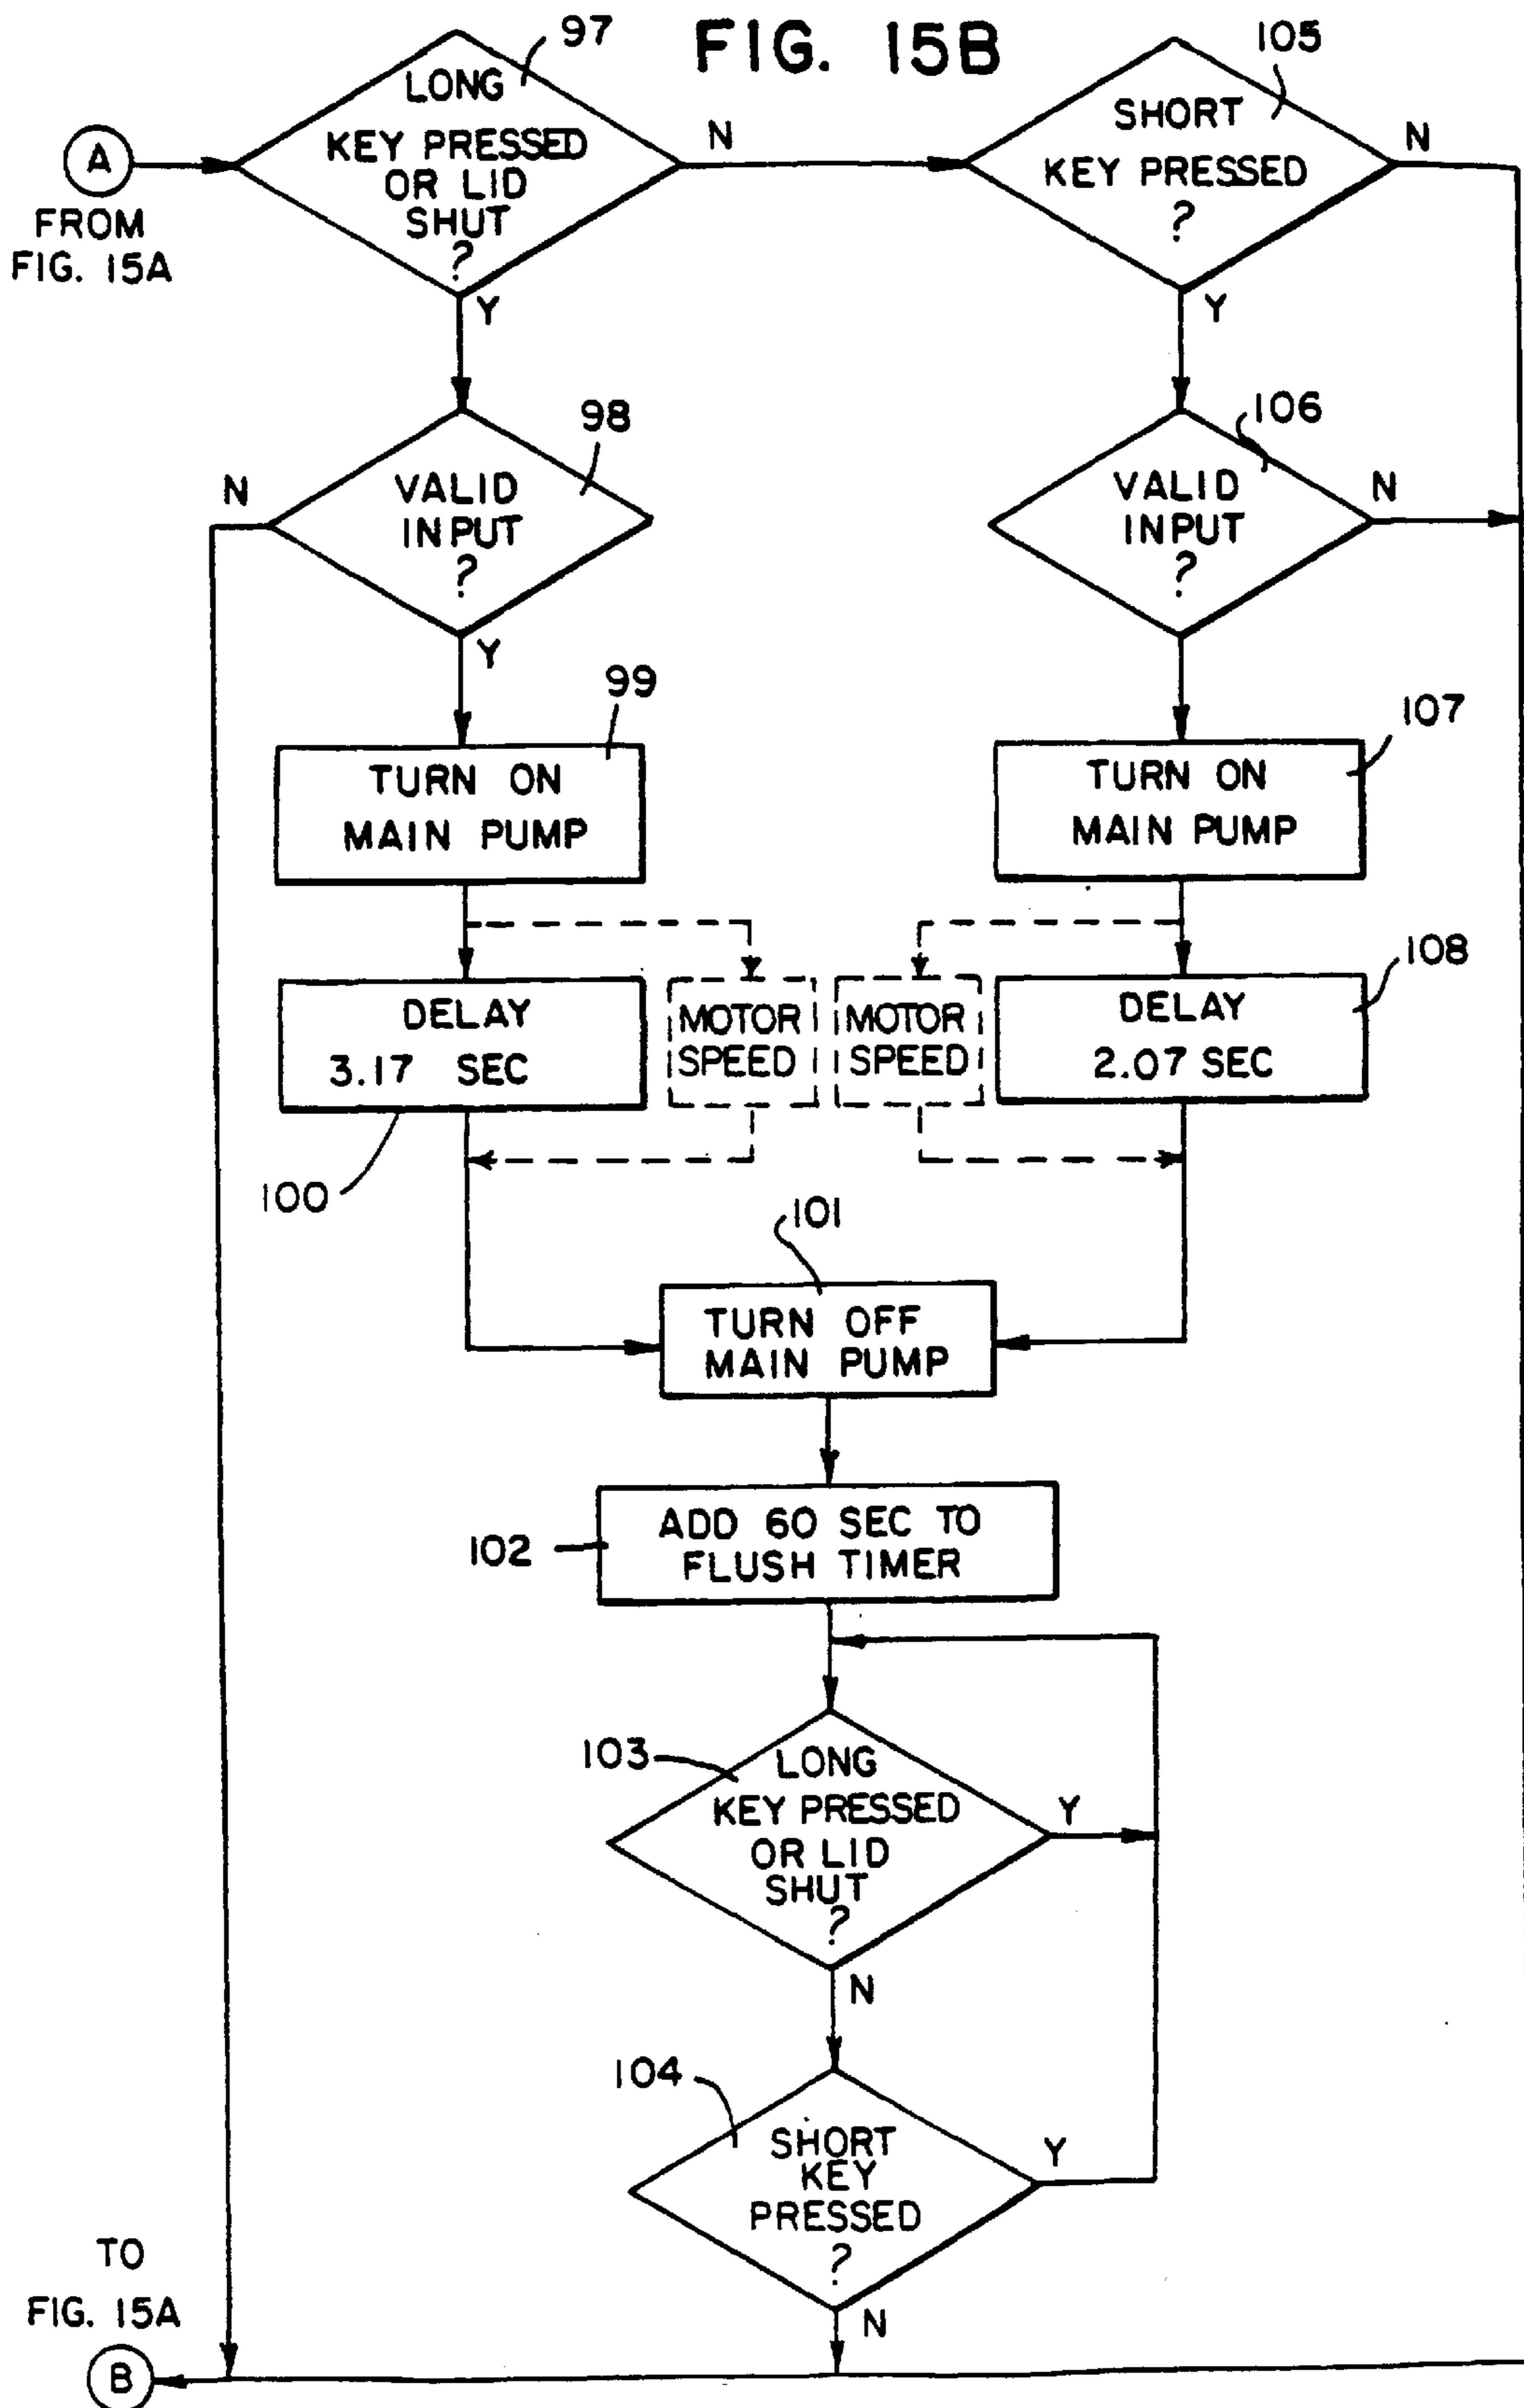 FIG. 15B
97
LONG
KEY PRESSED
OR LID
SHUT
?
A
FROM
FIG. 15A
N
Y
105
SHORT
KEY PRESSED
?
N
Y
98
VALID
INPUT
?
N
Y
106
VALID
INPUT
?
N
99
TURN ON
MAIN PUMP
107
TURN ON
MAIN PUMP
DELAY
3.17 SEC
100
MOTOR
SPEED
MOTOR
SPEED
108
DELAY
2.07 SEC
101
TURN OFF
MAIN PUMP
102
ADD 60 SEC TO
FLUSH TIMER
103
LONG
KEY PRESSED
OR LID
SHUT
?
Y
N
104
SHORT
KEY
PRESSED
?
Y
N
TO
FIG. 15A
B